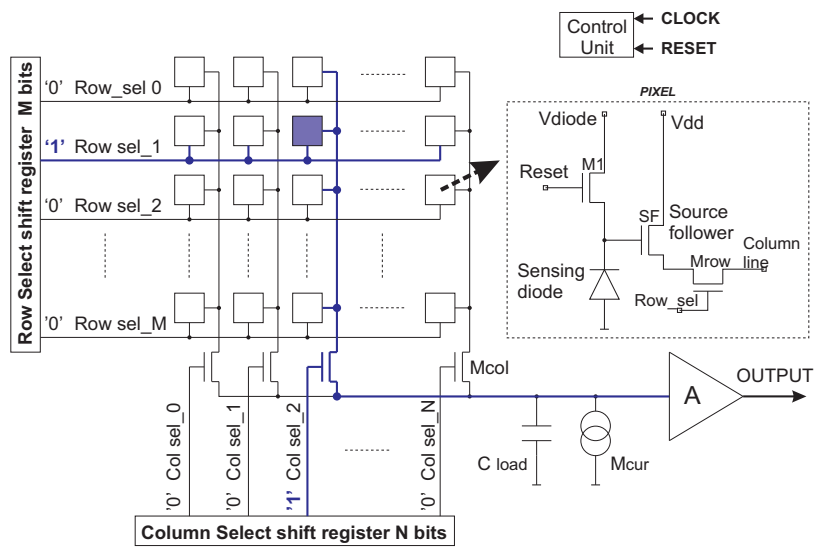 Control
Unit
CLOCK
RESET
Row Select shift register M bits
'0' Row_sel 0
'1' Row sel_1
'0' Row sel_2
'0' Row sel_M
PIXEL
Vdiode
Vdd
M1
Reset
SF
Source
follower
Column
line
Mrow
Sensing
diode
Row_sel
Mcol
'0' Col sel_0
'0' Col sel_1
'1' Col sel_2
'0' Col sel_N
C load
Mcur
A
OUTPUT
Column Select shift register N bits